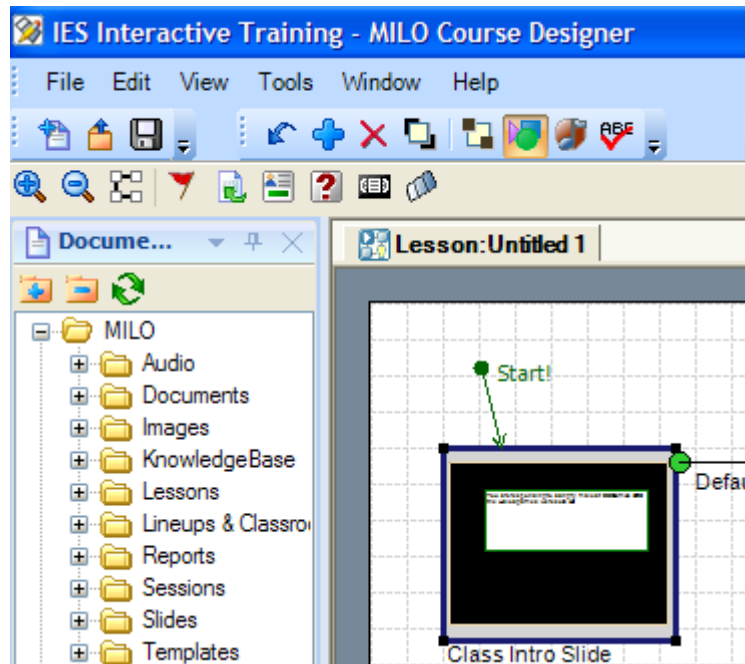 IES Interactive Training - MILO Course Designer
File Edit View Tools Window Help
ABC
Docume...
Lesson:Untitled 1
MILO
Audio
Documents
Images
KnowledgeBase
Lessons
Lineups & Classro
Reports
Sessions
Slides
Templates
Start!
Defau
Class Intro Slide